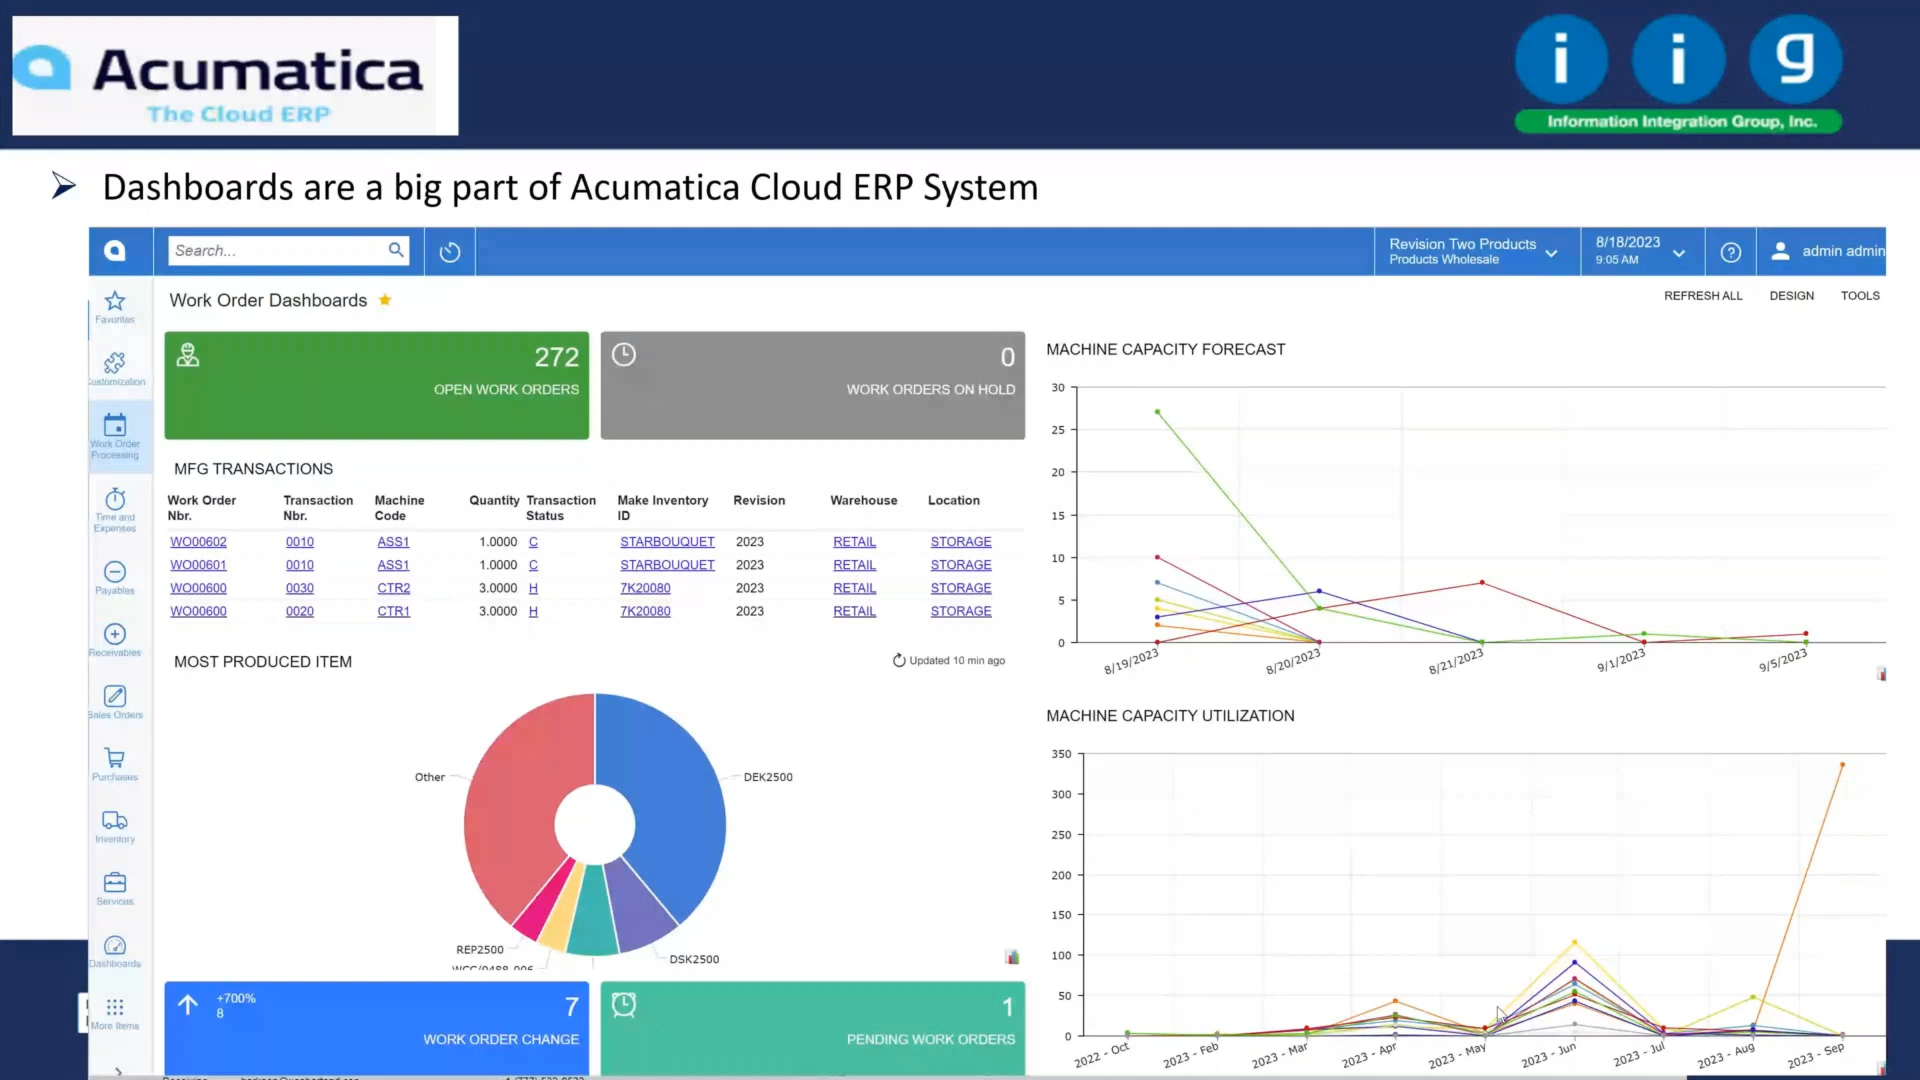 Acumatica
The Cloud ERP
i i g
Information Integration Group, Inc.
Dashboards are a big part of Acumatica Cloud ERP System
Search...
Revision Two Products
Products Wholesale
8/18/2023
9:05 AM
?
admin admin
Favorites
Customization
Work Order
Processing
Time and
Expenses
Payables
Receivables
Sales Orders
Purchases
Inventory
Services
Dashboards
More Items
Work Order Dashboards
REFRESH ALL DESIGN TOOLS
272
OPEN WORK ORDERS
0
WORK ORDERS ON HOLD
MFG TRANSACTIONS
Work Order Nbr. Transaction Nbr. Machine Code Quantity Transaction Status Make Inventory ID Revision Warehouse Location
WO00602 0010 ASS1 1.0000 C STARBOUQUET 2023 RETAIL STORAGE
WO00601 0010 ASS1 1.0000 C STARBOUQUET 2023 RETAIL STORAGE
WO00600 0030 CTR2 3.0000 H 7K20080 2023 RETAIL STORAGE
WO00600 0020 CTR1 3.0000 H 7K20080 2023 RETAIL STORAGE
MOST PRODUCED ITEM
Updated 10 min ago
Other
DEK2500
REP2500
DSK2500
+700%
8
7
WORK ORDER CHANGE
1
PENDING WORK ORDERS
MACHINE CAPACITY FORECAST
30
25
20
15
10
5
0
8/19/2023 8/20/2023 8/21/2023 9/1/2023 9/5/2023
MACHINE CAPACITY UTILIZATION
350
300
250
200
150
100
50
0
2022 - Oct 2023 - Feb 2023 - Mar 2023 - Apr 2023 - May 2023 - Jun 2023 - Jul 2023 - Aug 2023 - Sep